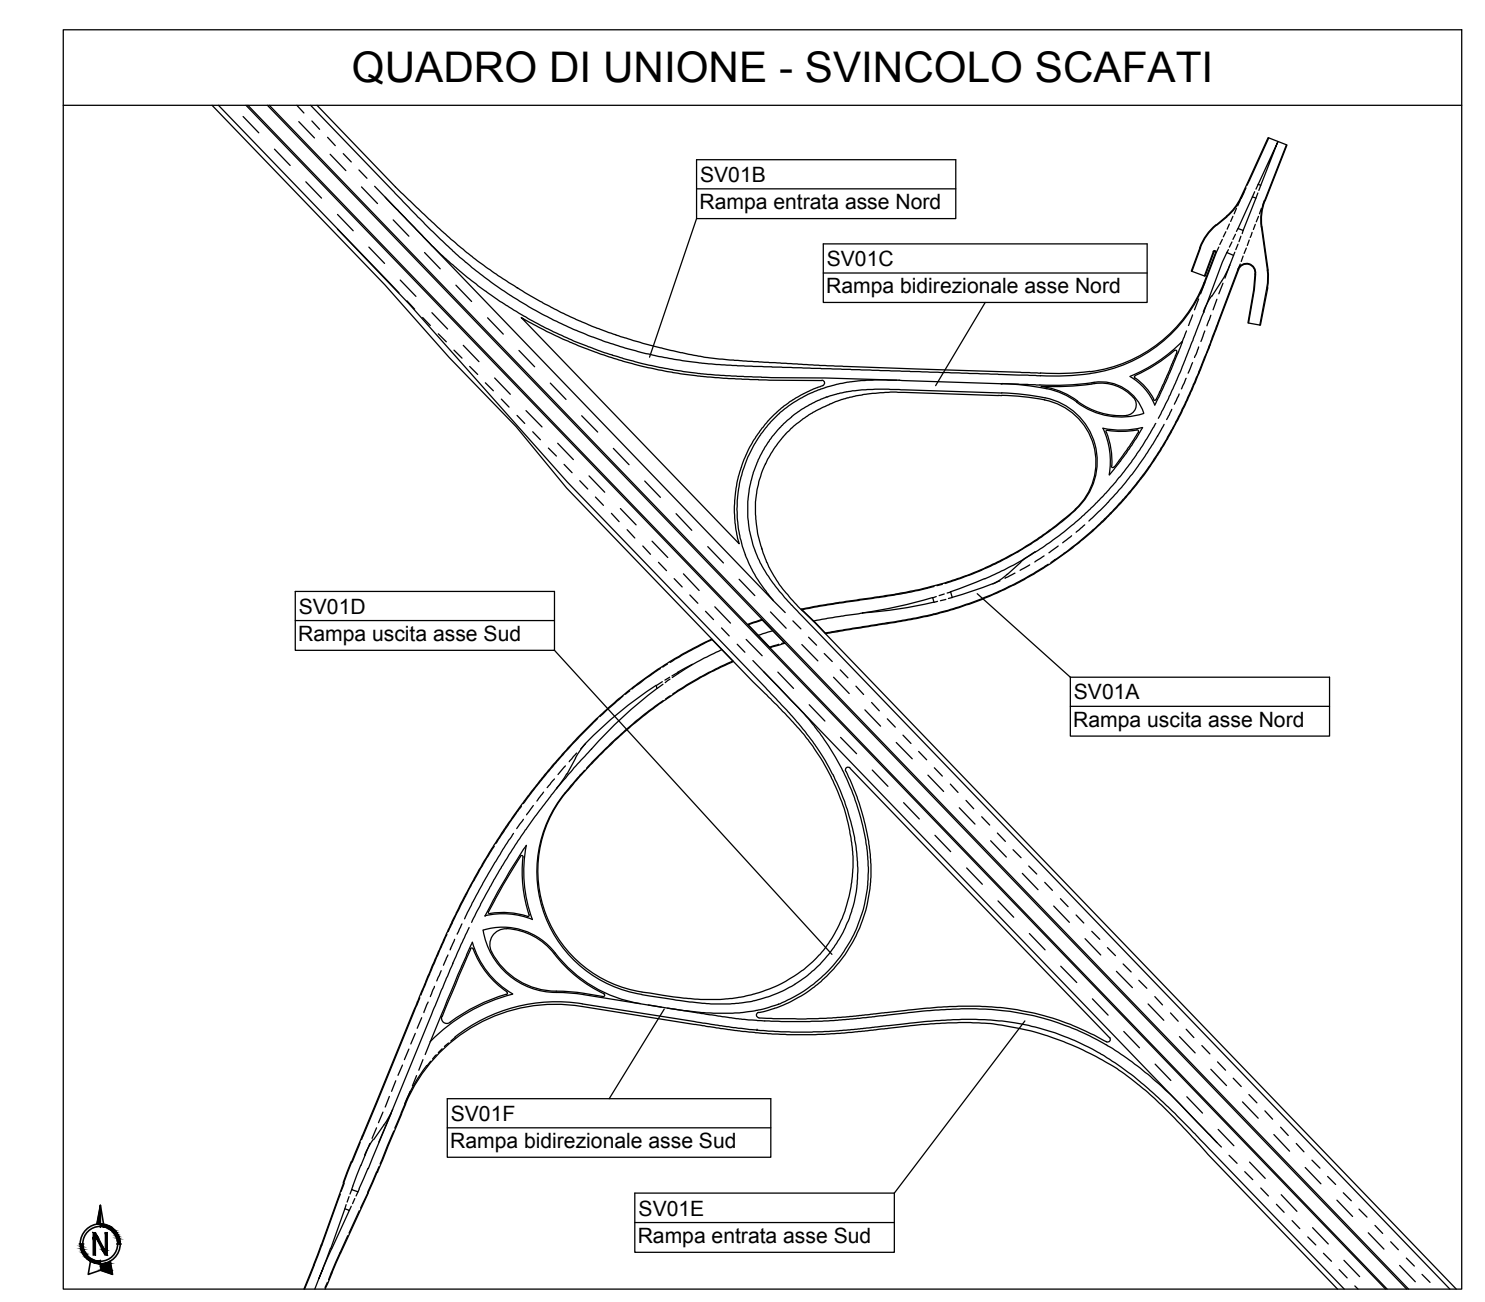 QUADRO DI UNIONE - SVINCOLO SCAFATI
SV01B
Rampa entrata asse Nord
SV01C
Rampa bidirezionale asse Nord
SV01D
Rampa uscita asse Sud
SV01A
Rampa uscita asse Nord
SV01F
Rampa bidirezionale asse Sud
SV01E
Rampa entrata asse Sud
N